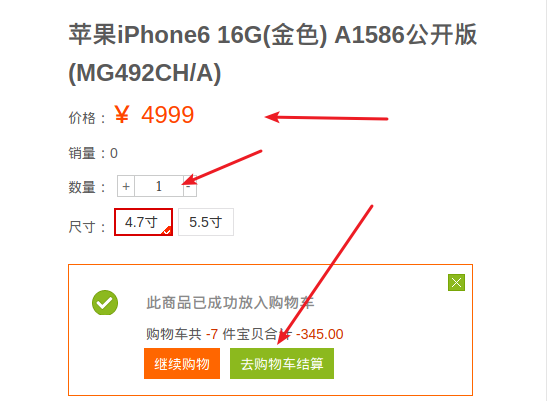 苹果iPhone6 16G(金色) A1586公开版
(MG492CH/A)
价格： ￥ 4999
销量：0
数量： + 1 -
尺寸： 4.7寸 5.5寸
此商品已成功放入购物车
购物车共 -7 件宝贝合计 -345.00
继续购物 去购物车结算